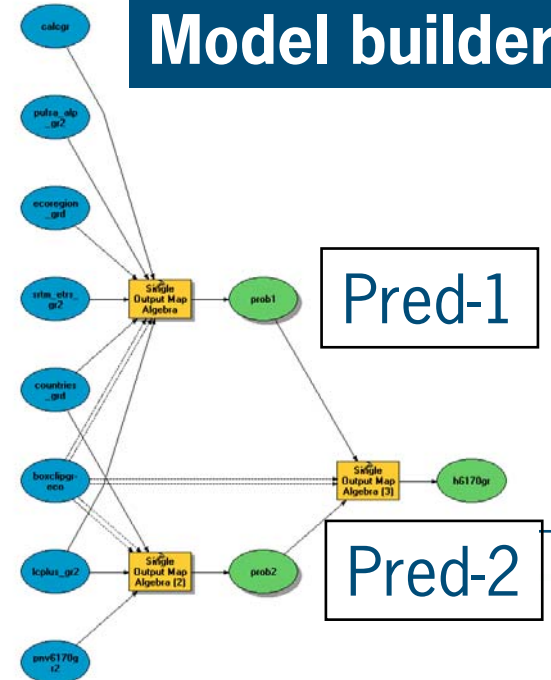 Model builder
calcgr
pulsa_alp
_gr2
ecoregion
_grd
srtm_etrs_
gr2
countries
_grd
boxclipgr-
eco
lcplus_gr2
pnv6170g
r2
Single
Output Map
Algebra
prob1
Pred-1
Single
Output Map
Algebra (3)
h6170gr
Single
Output Map
Algebra (2)
prob2
Pred-2